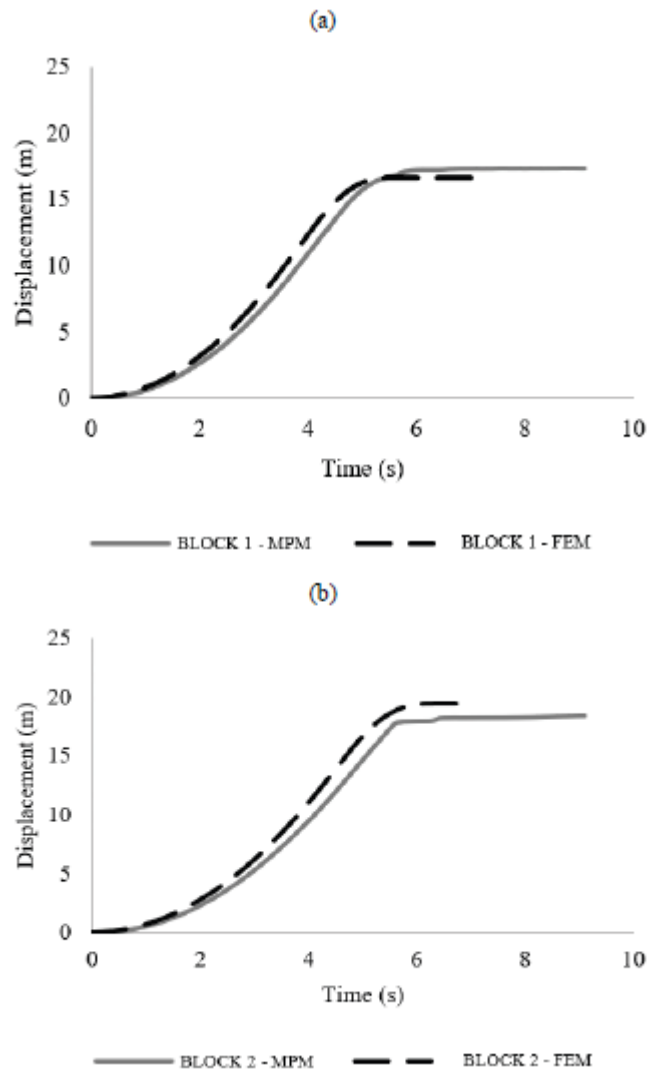 (a)
25
20
15
10
5
0
Displacement (m)
0 2 4 6 8 10
Time (s)
BLOCK 1 - MPM BLOCK 1 - FEM
(b)
25
20
15
10
5
0
Displacement (m)
0 2 4 6 8 10
Time (s)
BLOCK 2 - MPM BLOCK 2 - FEM